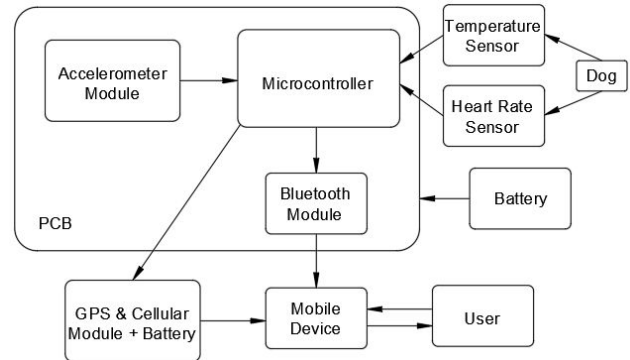 Accelerometer
Module
Microcontroller
Temperature
Sensor
Dog
Heart Rate
Sensor
Bluetooth
Module
Battery
PCB
GPS & Cellular
Module + Battery
Mobile
Device
User